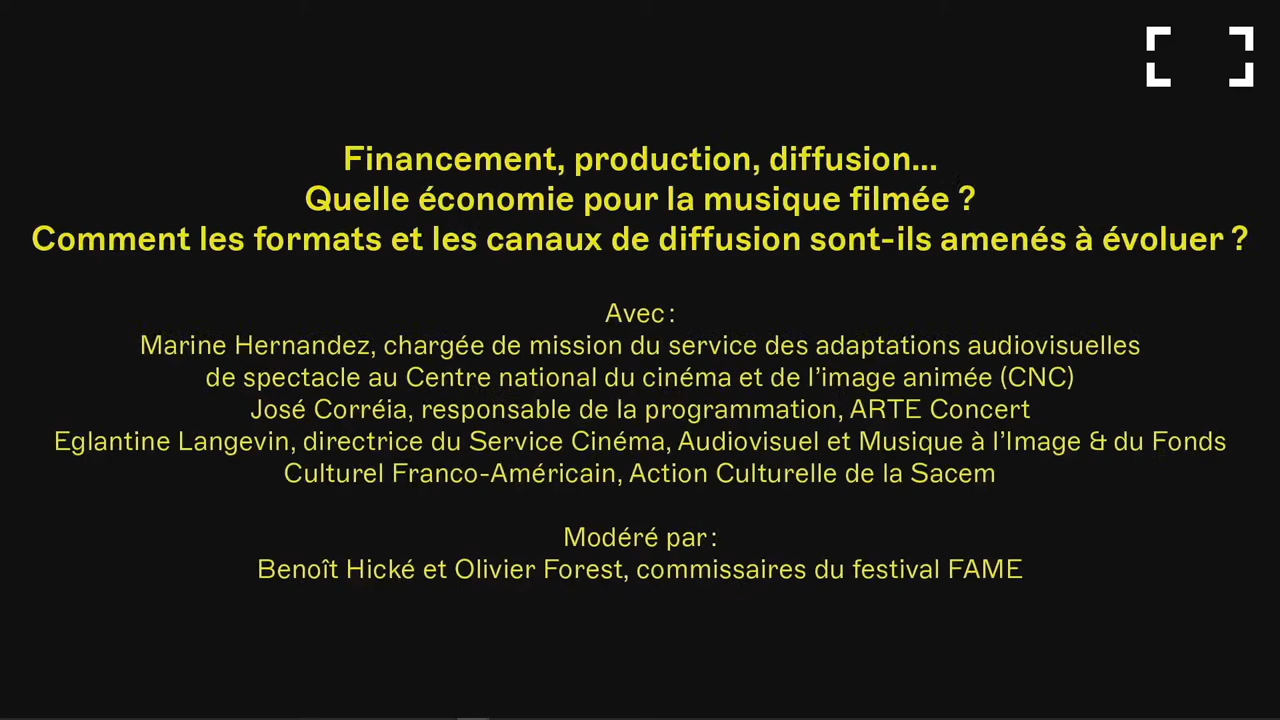 Financement, production, diffusion...
Quelle économie pour la musique filmée ?
Comment les formats et les canaux de diffusion sont-ils amenés à évoluer ?
Avec :
Marine Hernandez, chargée de mission du service des adaptations audiovisuelles
de spectacle au Centre national du cinéma et de l’image animée (CNC)
José Corréia, responsable de la programmation, ARTE Concert
Eglantine Langevin, directrice du Service Cinéma, Audiovisuel et Musique à l’Image & du Fonds
Culturel Franco-Américain, Action Culturelle de la Sacem
Modéré par :
Benoît Hické et Olivier Forest, commissaires du festival FAME